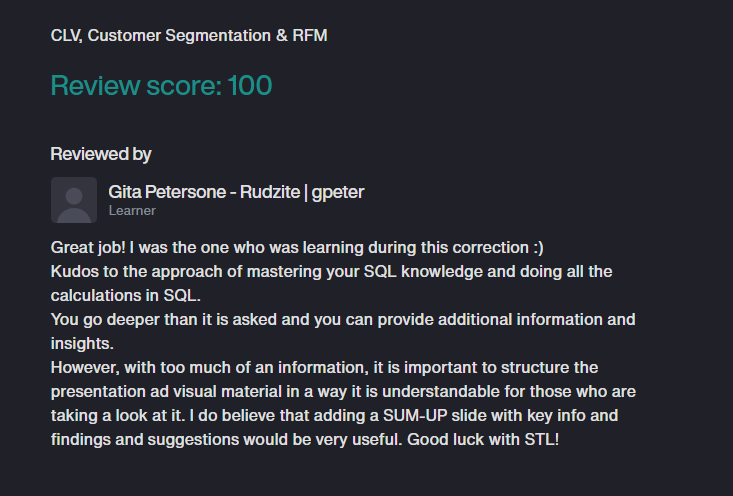 CLV, Customer Segmentation & RFM
Review score: 100
Reviewed by
Gita Petersone - Rudzite | gpeter
Learner
Great job! I was the one who was learning during this correction :)
Kudos to the approach of mastering your SQL knowledge and doing all the
calculations in SQL.
You go deeper than it is asked and you can provide additional information and
insights.
However, with too much of an information, it is important to structure the
presentation ad visual material in a way it is understandable for those who are
taking a look at it. I do believe that adding a SUM-UP slide with key info and
findings and suggestions would be very useful. Good luck with STL!